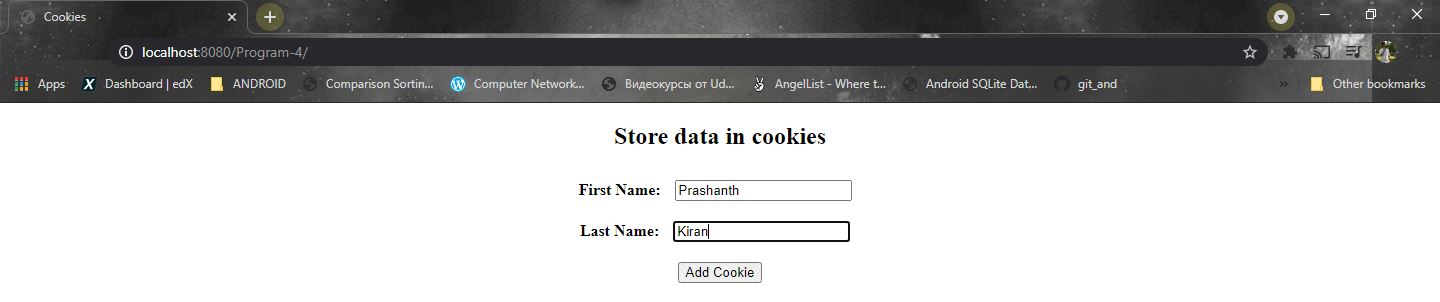 Cookies
localhost:8080/Program-4/
Apps Dashboard | edX ANDROID Comparison Sortin... Computer Network... Видеокурсы от Ud... AngelList - Where t... Android SQLite Dat... git_and » Other bookmarks
Store data in cookies
First Name: Prashanth
Last Name: Kiran
Add Cookie